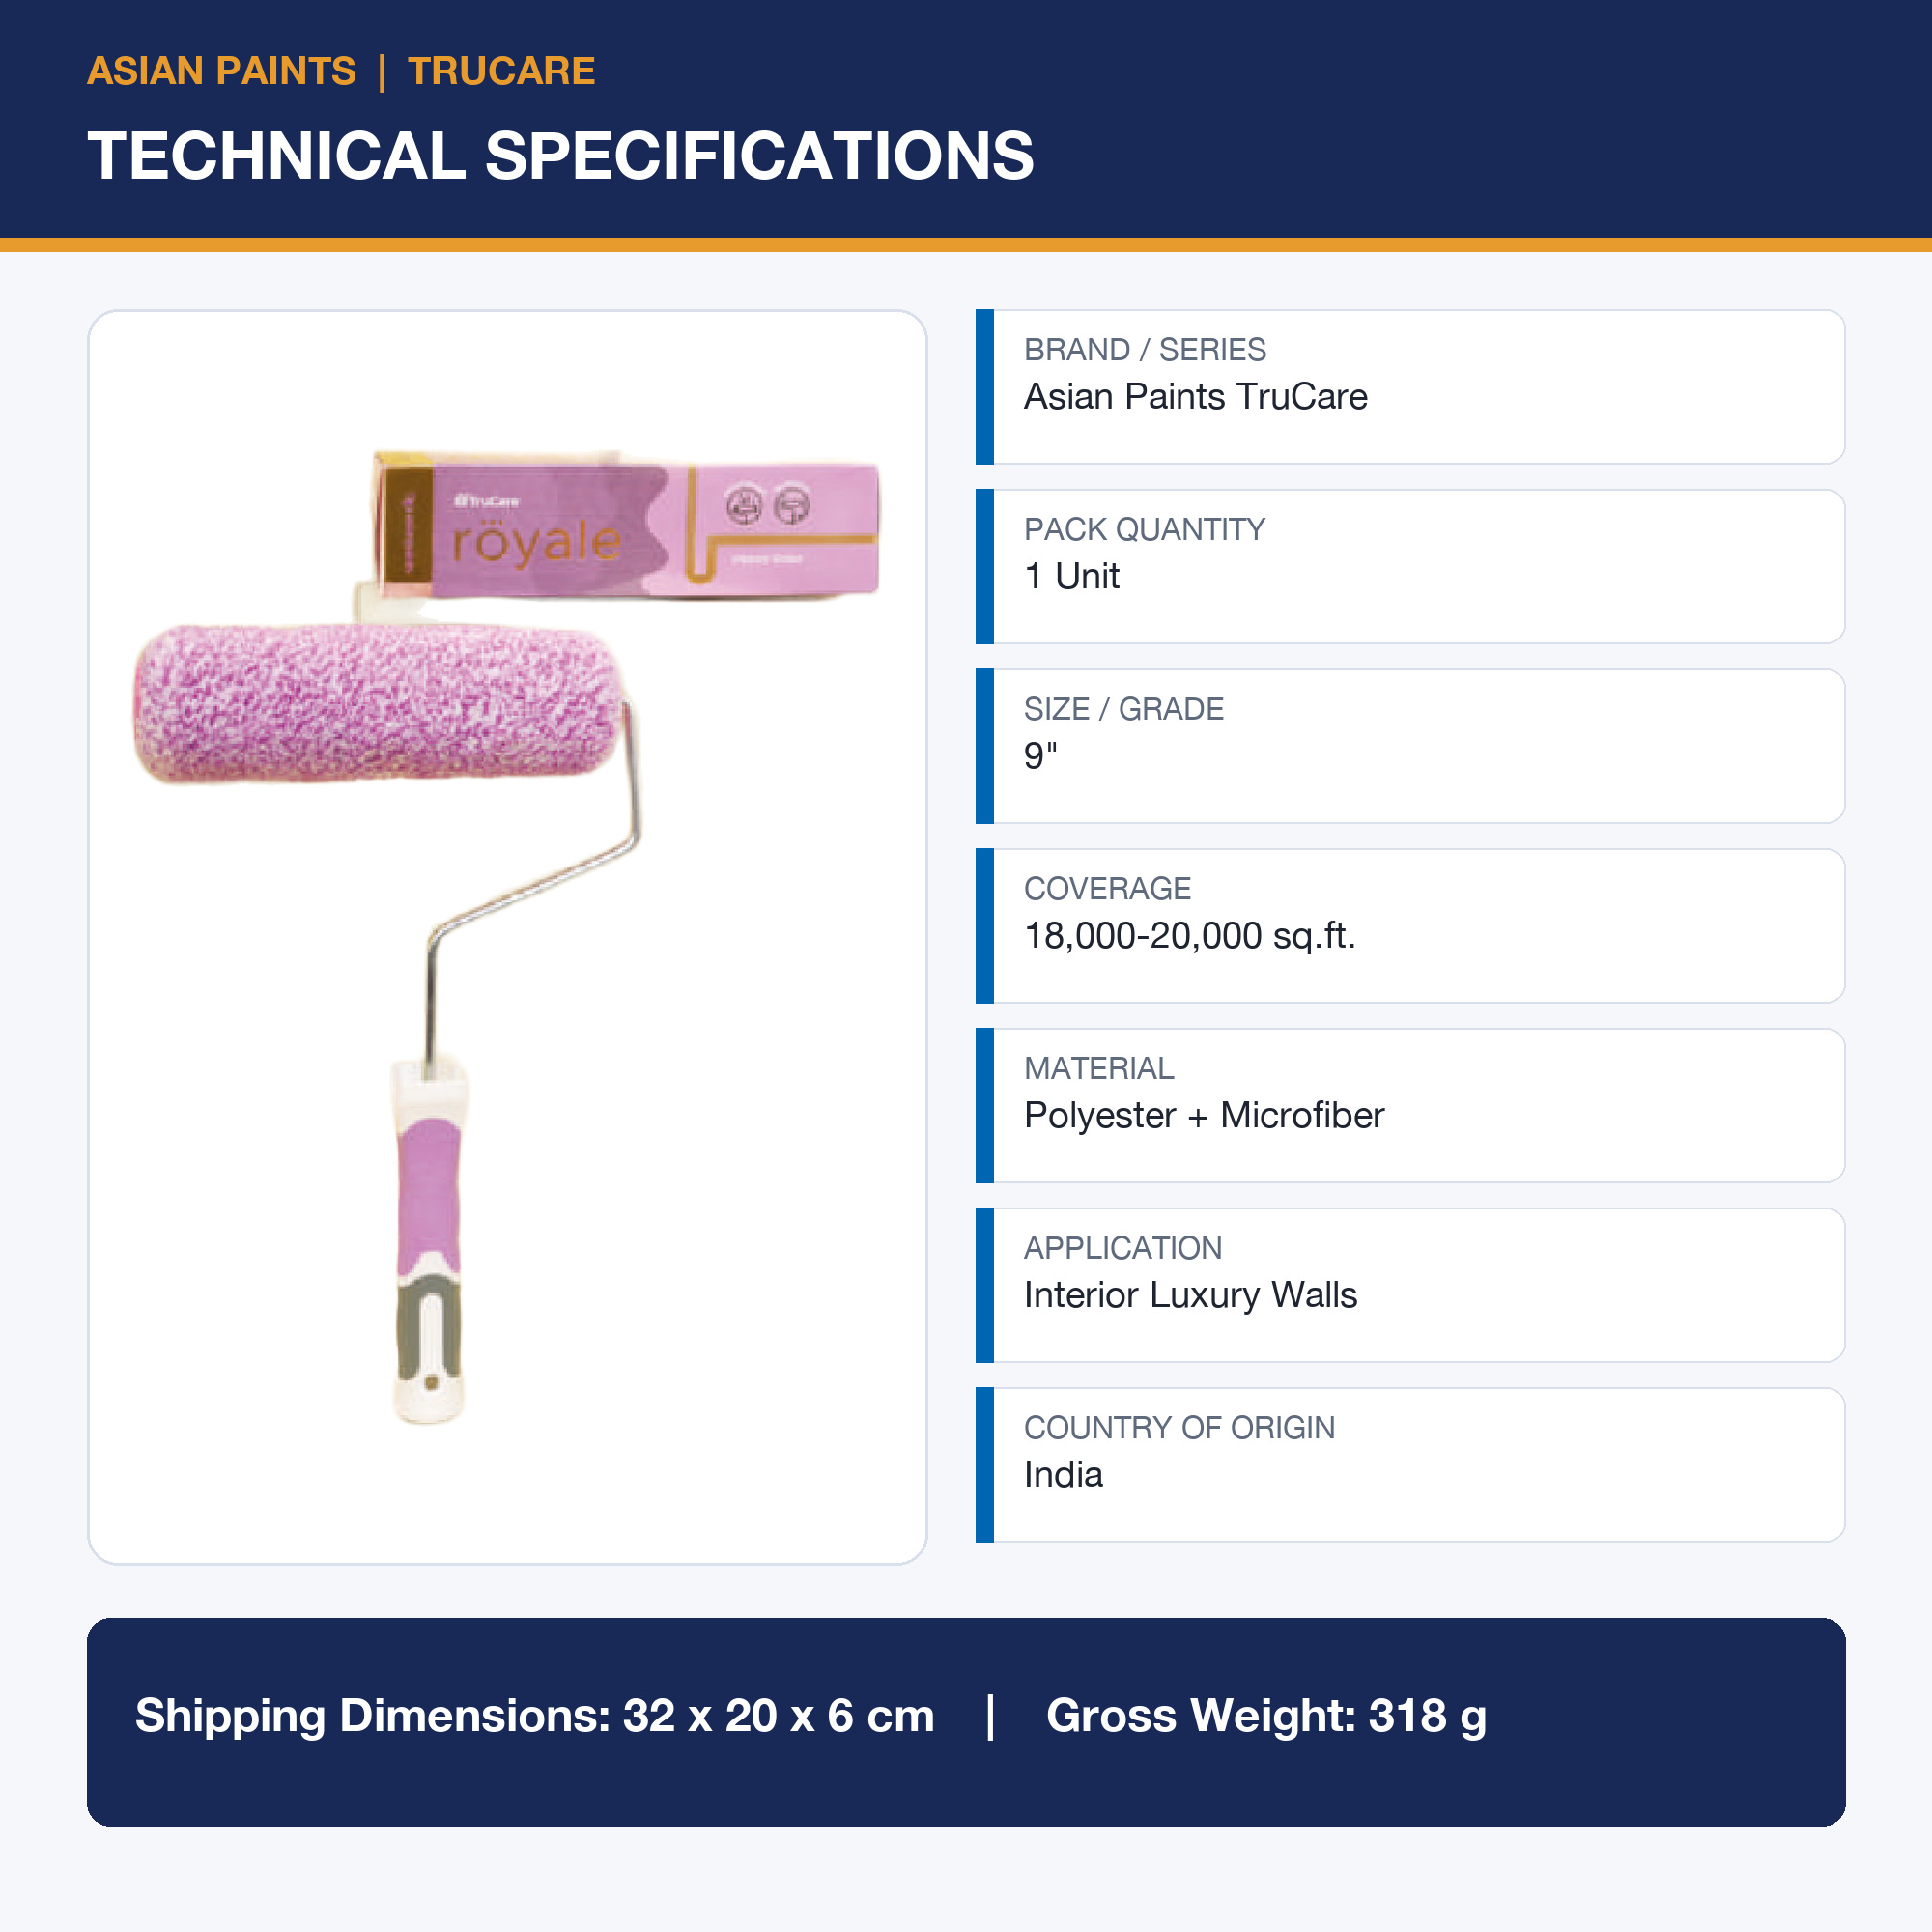 ASIAN PAINTS | TRUCARE
TECHNICAL SPECIFICATIONS
TruCare
röyale
BRAND / SERIES
Asian Paints TruCare
PACK QUANTITY
1 Unit
SIZE / GRADE
9"
COVERAGE
18,000-20,000 sq.ft.
MATERIAL
Polyester + Microfiber
APPLICATION
Interior Luxury Walls
COUNTRY OF ORIGIN
India
Shipping Dimensions: 32 x 20 x 6 cm | Gross Weight: 318 g